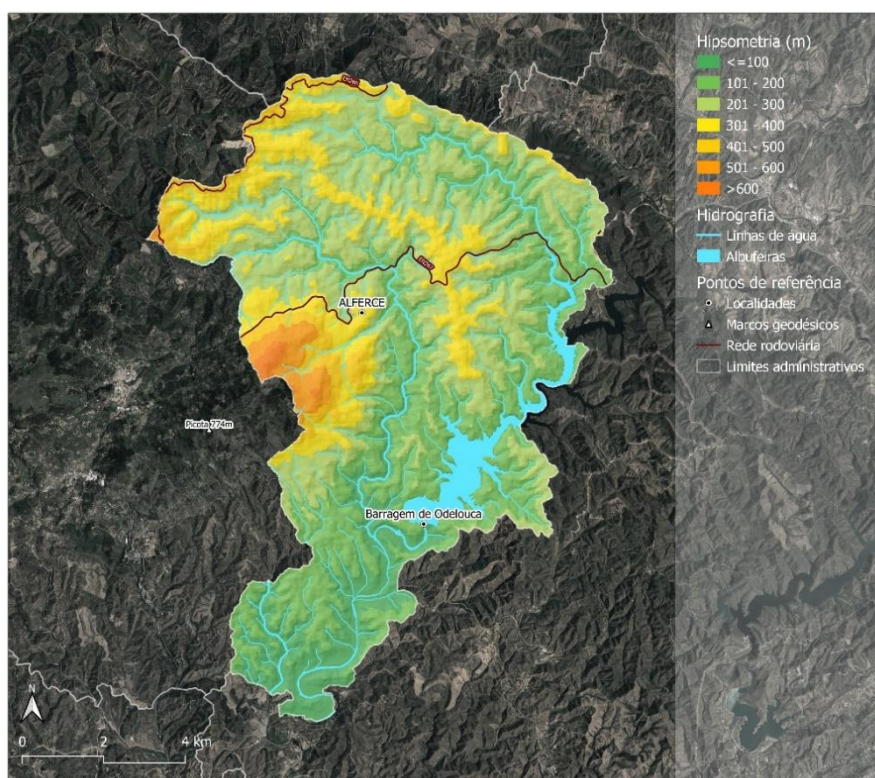 Hipsometria (m)
<=100
101 - 200
201 - 300
301 - 400
401 - 500
501 - 600
>600
Hidrografia
Linhas de água
Albufeiras
Pontos de referência
Localidades
Marcos geodésicos
Rede rodoviária
Limites administrativos
ALFERCE
Picota 774m
Barragem de Odelouca
N
0 2 4 km